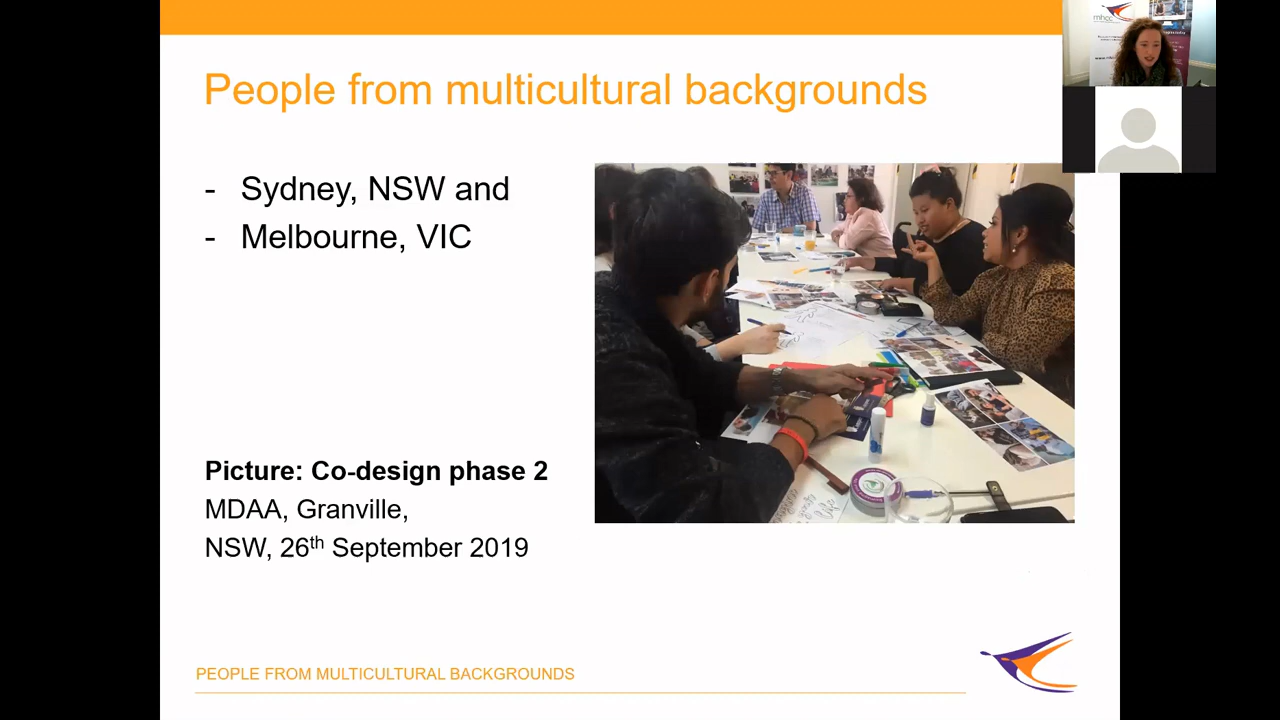 People from multicultural backgrounds
- Sydney, NSW and
- Melbourne, VIC
Picture: Co-design phase 2
MDAA, Granville,
NSW, 26th September 2019
PEOPLE FROM MULTICULTURAL BACKGROUNDS
mhcc